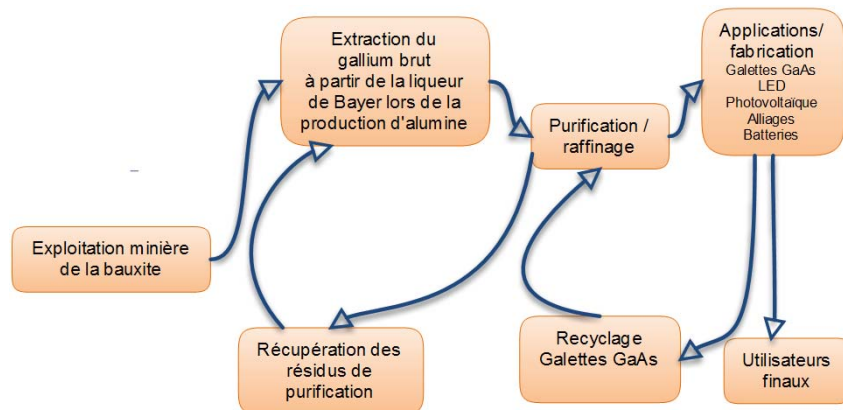 Extraction du
gallium brut
à partir de la liqueur
de Bayer lors de la
production d'alumine
Applications/
fabrication
Galettes GaAs
LED
Photovoltaïque
Alliages
Batteries
Purification /
raffinage
Exploitation minière
de la bauxite
Récupération des
résidus de
purification
Recyclage
Galettes GaAs
Utilisateurs
finaux